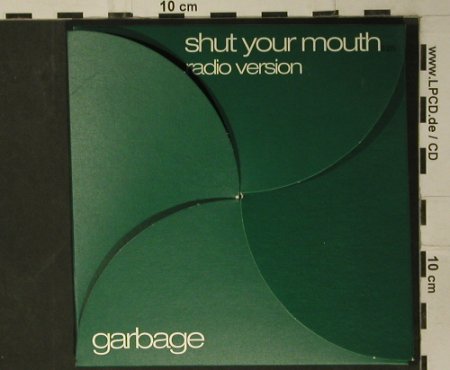 10 cm
shut your mouth
radio version
garbage
www.LPCD.de / CD
10 cm